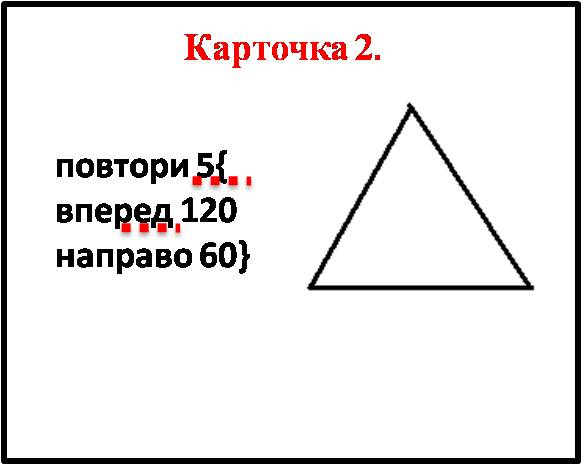 Карточка 2.
повтори 5{
вперед 120
направо 60}